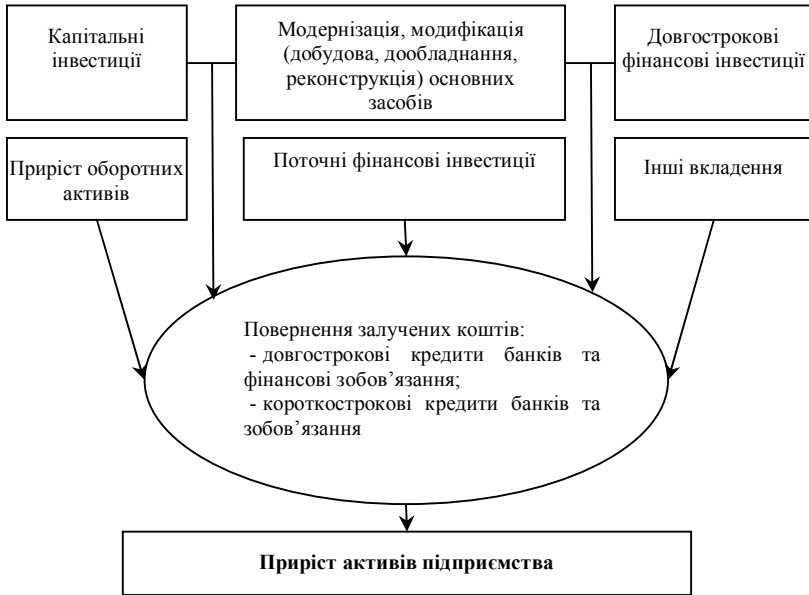 Капітальні
інвестиції
Модернізація, модифікація
(добудова, дообладнання,
реконструкція) основних
засобів
Довгострокові
фінансові інвестиції
Приріст оборотних
активів
Поточні фінансові інвестиції
Інші вкладення
Повернення залучених коштів:
- довгострокові кредити банків та
фінансові зобов’язання;
- короткострокові кредити банків та
зобов’язання
Приріст активів підприємства